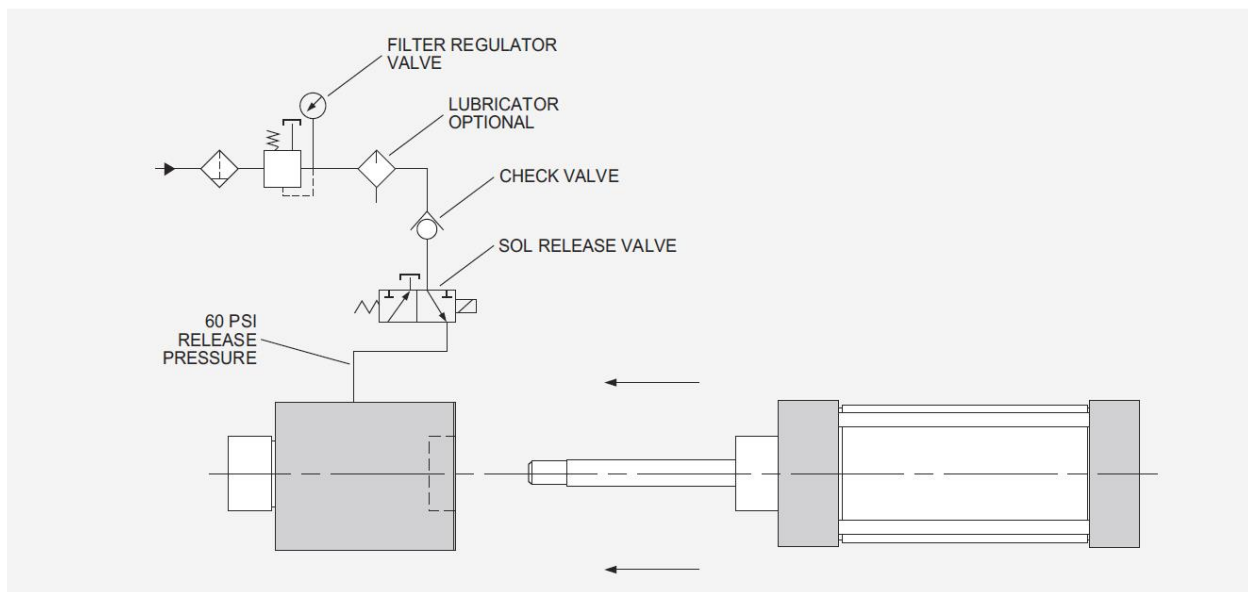 FILTER REGULATOR
VALVE
LUBRICATOR
OPTIONAL
CHECK VALVE
SOL RELEASE VALVE
60 PSI
RELEASE
PRESSURE